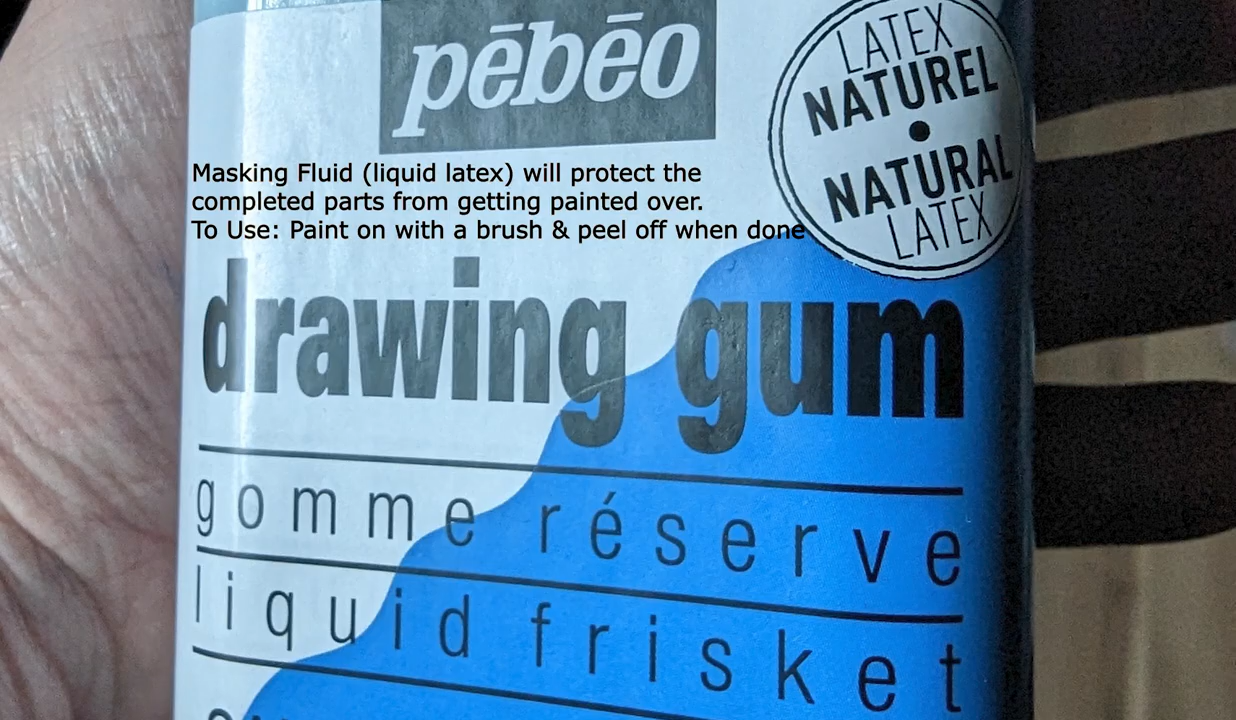 pēbēo
LATEX
NATUREL
•
NATURAL
LATEX
Masking Fluid (liquid latex) will protect the
completed parts from getting painted over.
To Use: Paint on with a brush & peel off when done
drawing gum
gomme réserve
liquid frisket